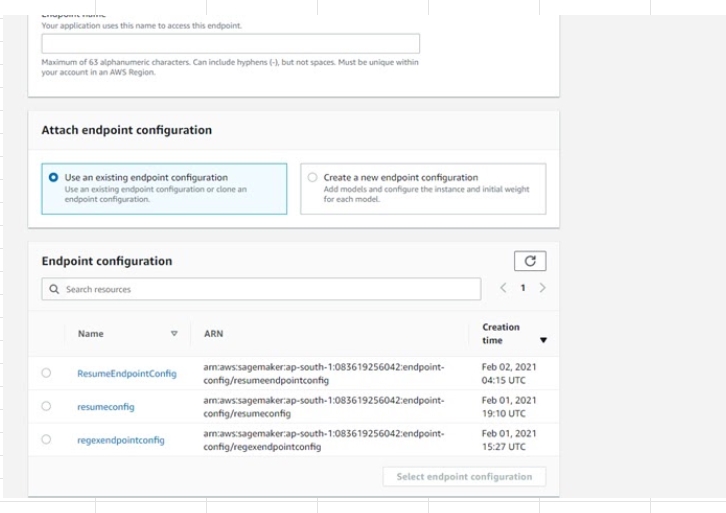 Endpoint name
Your application uses this name to access this endpoint.
Maximum of 63 alphanumeric characters. Can include hyphens (-), but not spaces. Must be unique within
your account in an AWS Region.
Attach endpoint configuration
Use an existing endpoint configuration
Use an existing endpoint configuration or clone an
endpoint configuration.
Create a new endpoint configuration
Add models and configure the instance and initial weight
for each model.
Endpoint configuration
Search resources
1
Name
ARN
Creation
time
ResumeEndpointConfig
arn:aws:sagemaker:ap-south-1:083619256042:endpoint-
config/resumeendpointconfig
Feb 02, 2021
04:15 UTC
resumeconfig
arn:aws:sagemaker:ap-south-1:083619256042:endpoint-
config/resumeconfig
Feb 01, 2021
19:10 UTC
regexendpointconfig
arn:aws:sagemaker:ap-south-1:083619256042:endpoint-
config/regexendpointconfig
Feb 01, 2021
15:27 UTC
Select endpoint configuration